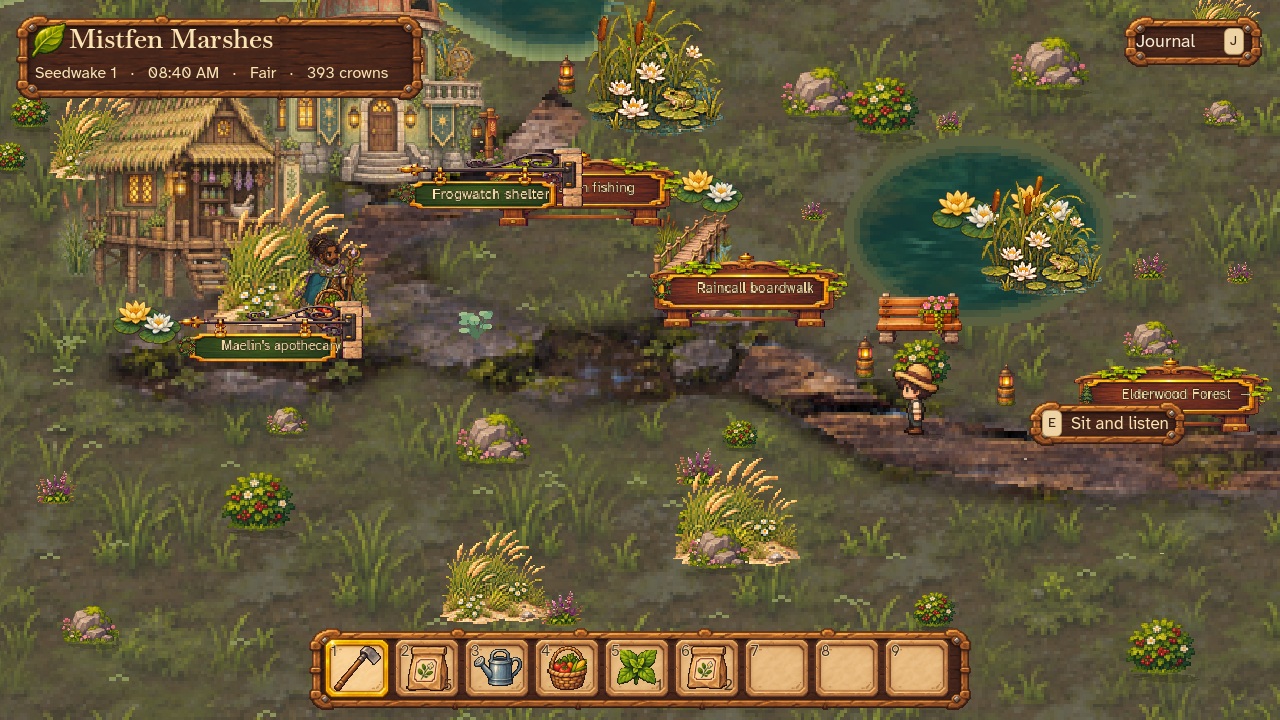 Mistfen Marshes
Seedwake 1 · 08:40 AM · Fair · 393 crowns
Journal J
Frogwatch shelter
fishing
Raincall boardwalk
Maelin's apothecary
Elderwood Forest
E Sit and listen
1 2 3 4 5 6 7 8 9